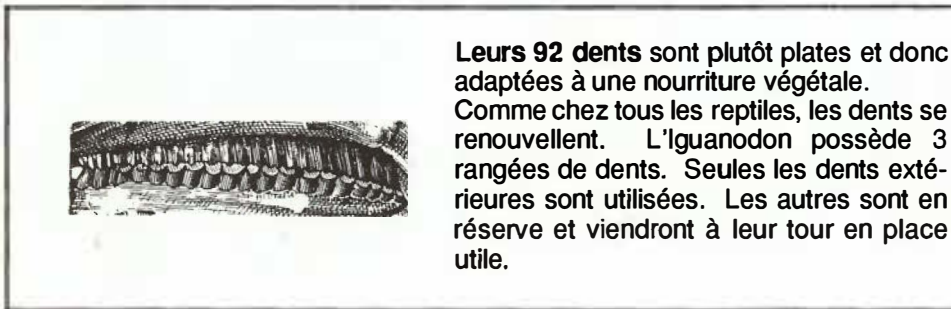 Leurs 92 dents sont plutôt plates et donc
adaptées à une nourriture végétale.
Comme chez tous les reptiles, les dents se
renouvellent. L'Iguanodon possède 3
rangées de dents. Seules les dents exté-
rieures sont utilisées. Les autres sont en
réserve et viendront à leur tour en place
utile.